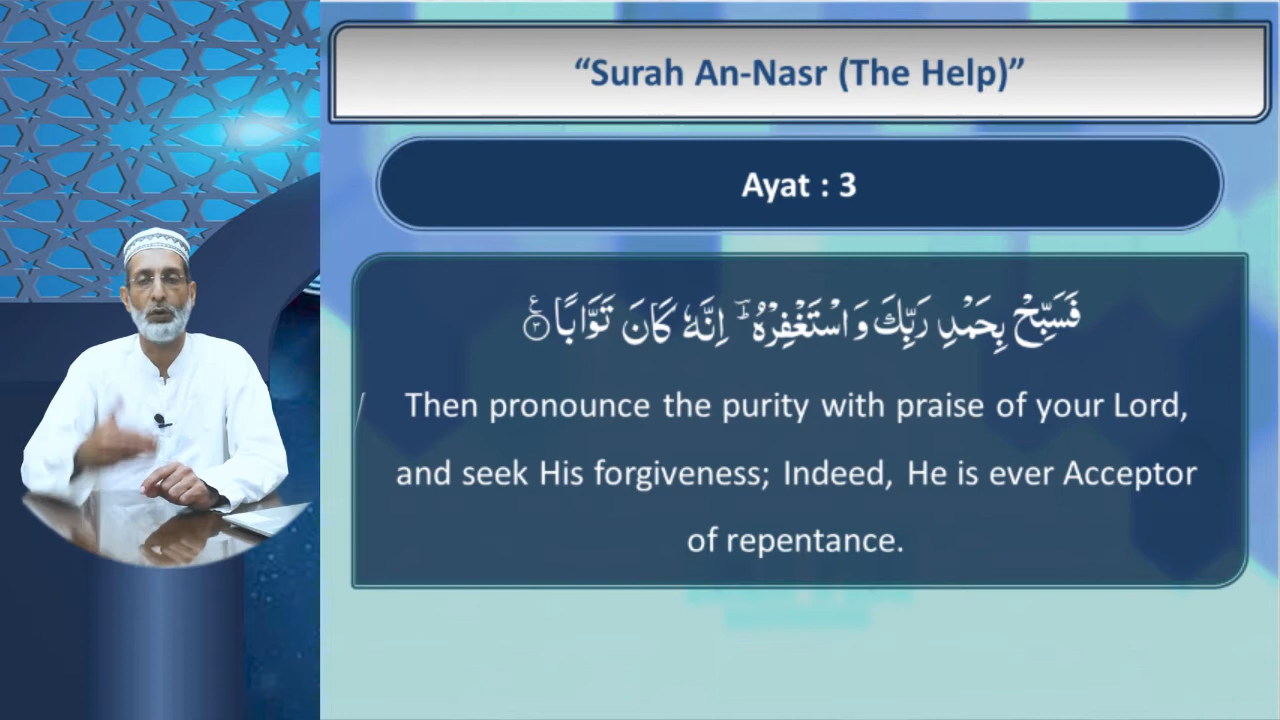 “Surah An-Nasr (The Help)”
Ayat : 3
فَسَبِّحْ بِحَمْدِ رَبِّكَ وَ اسْتَغْفِرْهُ ؕ اِنَّهٗ كَانَ تَوَّابًا ۠﴿۳﴾
Then pronounce the purity with praise of your Lord,
and seek His forgiveness; Indeed, He is ever Acceptor
of repentance.